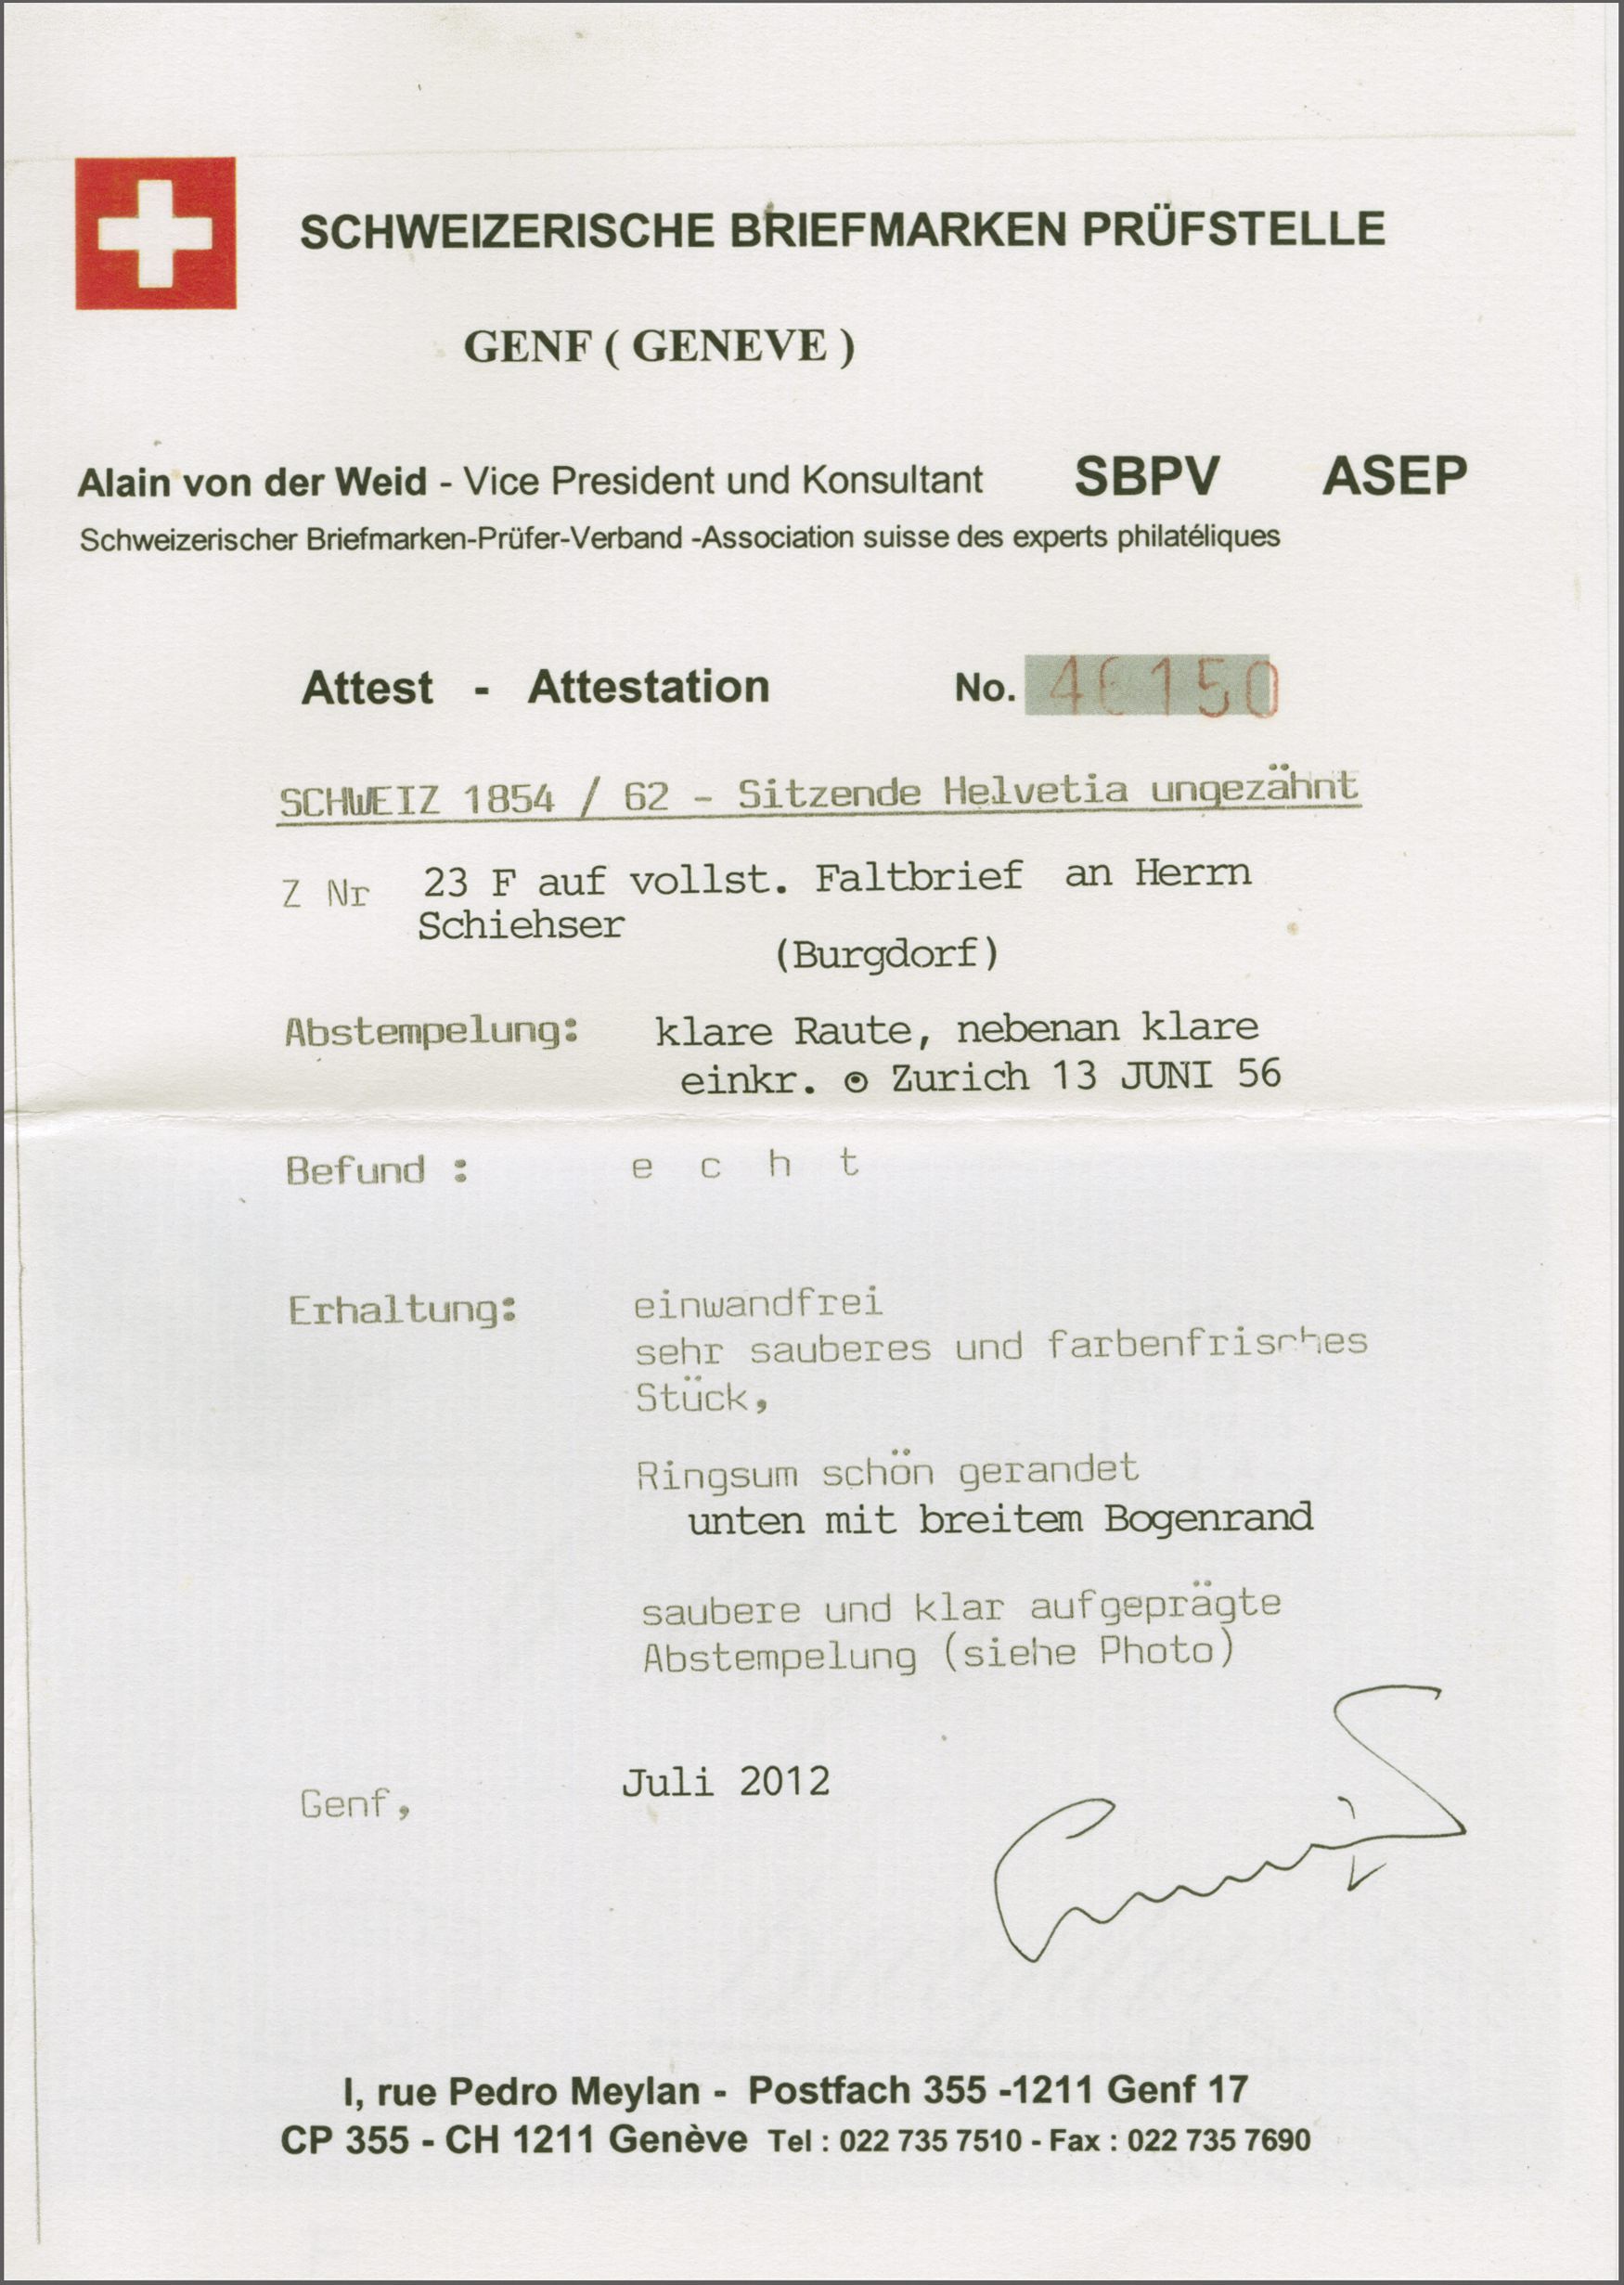 SCHWEIZERISCHE BRIEFMARKEN PRÜFSTELLE
GENF ( GENEVE )
Alain von der Weid - Vice President und Konsultant SBPV ASEP
Schweizerischer Briefmarken-Prüfer-Verband -Association suisse des experts philatéliques
Attest - Attestation No. 46150
SCHWEIZ 1854 / 62 - Sitzende Helvetia ungezähnt
Z Nr 23 F auf vollst. Faltbrief an Herrn
Schiehser
(Burgdorf)
Abstempelung: klare Raute, nebenan klare
einkr. ⊙ Zurich 13 JUNI 56
Befund : e c h t
Erhaltung: einwandfrei
sehr sauberes und farbenfrisches
Stück,
Ringsum schön gerandet
unten mit breitem Bogenrand
saubere und klar aufgeprägte
Abstempelung (siehe Photo)
Genf, Juli 2012
I, rue Pedro Meylan - Postfach 355 -1211 Genf 17
CP 355 - CH 1211 Genève Tel : 022 735 7510 - Fax : 022 735 7690